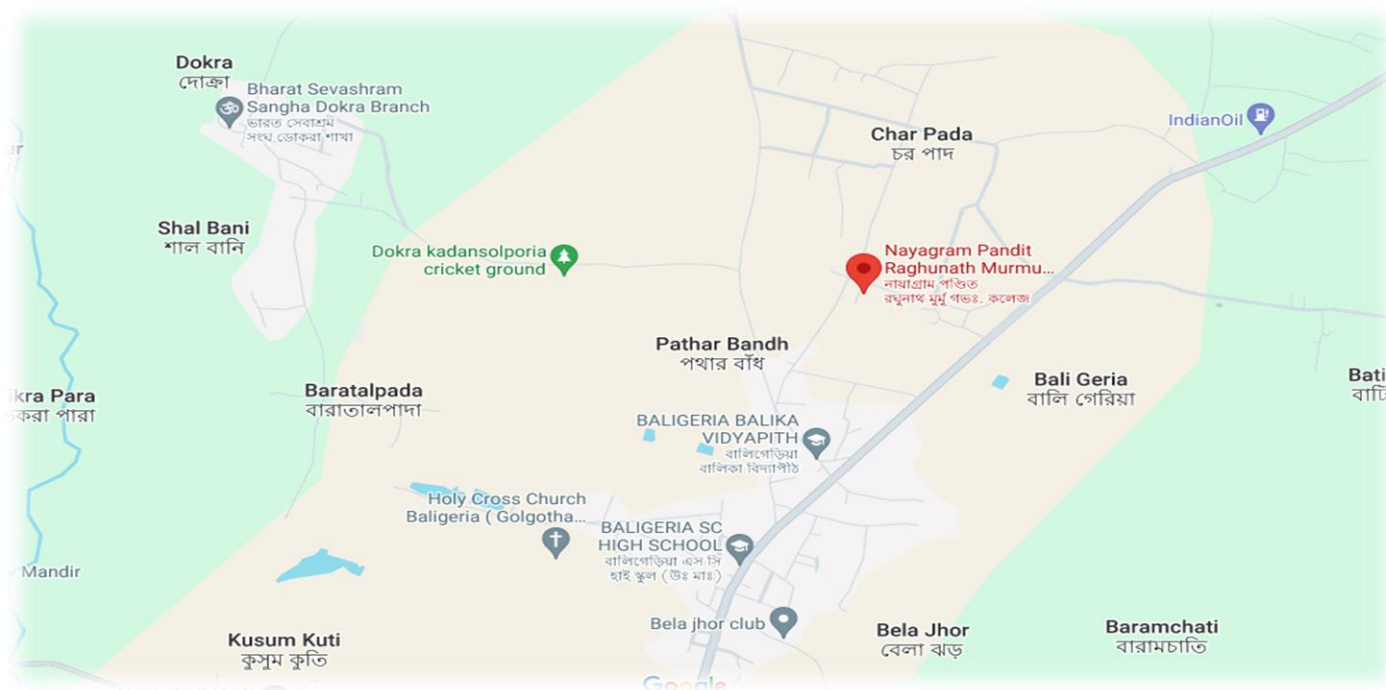 Dokra
দোক্রা
Bharat Sevashram
Sangha Dokra Branch
ভারত সেবাশ্রম
সংঘ ডোকরা শাখা
IndianOil
Char Pada
চর পাদ
Shal Bani
শাল বানি
Dokra kadansolporia
cricket ground
Nayagram Pandit
Raghunath Murmu...
নায়াগ্রাম পণ্ডিত
রঘুনাথ মুর্মু গভঃ. কলেজ
Pathar Bandh
পথার বাঁধ
Bali Geria
বালি গেরিয়া
Bati
ikra Para
করা পারা
Baratalpada
বারাতালপাদা
BALIGERIA BALIKA
VIDYAPITH
বালিগেড়িয়া
বালিকা বিদ্যাপীঠ
Holy Cross Church
Baligeria ( Golgotha...
BALIGERIA SC
HIGH SCHOOL
বালিগেড়িয়া এস সি
হাই স্কুল (উঃ মাঃ)
Mandir
Bela jhor club
Kusum Kuti
কুসুম কুতি
Bela Jhor
বেলা ঝড়
Baramchati
বারামচাতি
Google